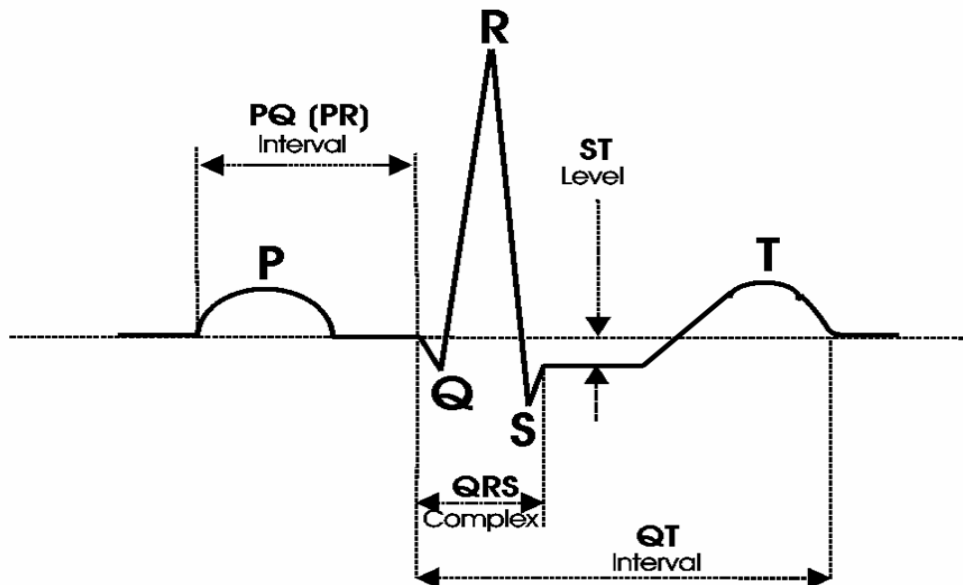 R
PQ (PR)
Interval
ST
Level
P
T
Q
S
QRS
Complex
QT
Interval